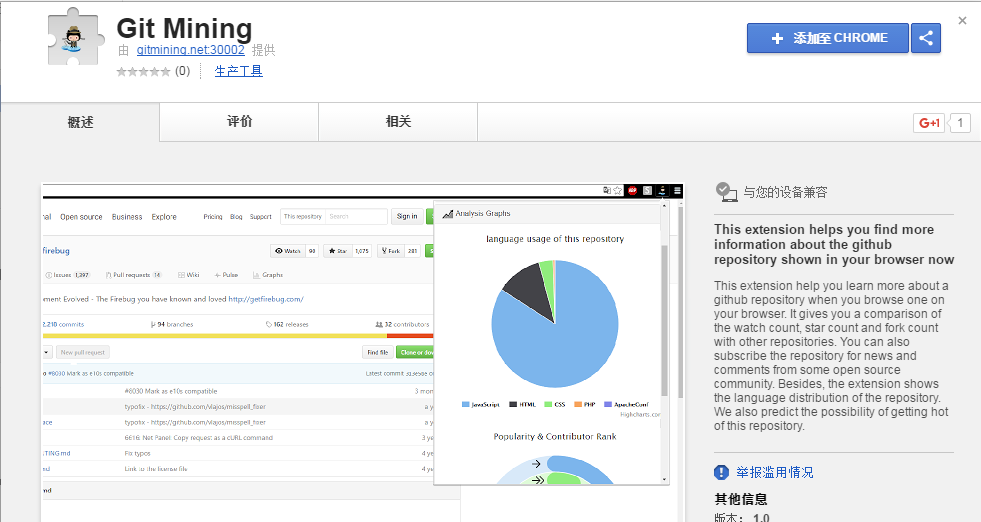 Git Mining
由 gitmining.net:30002 提供
(0) 生产工具
添加至 CHROME
概述 评价 相关
G+1 1
Open source Business Explore Pricing Blog Support This repository Search Sign in
firebug Watch 90 Star 1,075 Fork 281
Issues 1,397 Pull requests 14 Wiki Pulse Graphs
ment Evolved - The Firebug you have known and loved http://getfirebug.com/
commits 94 branches 162 releases 32 contributors
New pull request Find file Clone or dow
#8030 Mark as e10s compatible Latest commit
#8030 Mark as e10s compatible 3 mon
typofix - https://github.com/vlajos/misspell_fixer a y
ace typofix - https://github.com/vlajos/misspell_fixer a y
6616: Net Panel: Copy request as a cURL command 3 ye
TING.md Fix typos 4 ye
md Link to the license file 4 ye
md
Analysis Graphs
language usage of this repository
JavaScript HTML CSS PHP ApacheConf
Highcharts.com
Popularity & Contributor Rank
与您的设备兼容
This extension helps you find more
information about the github
repository shown in your browser now
This extension help you learn more about a
github repository when you browse one on
your browser. It gives you a comparison of
the watch count, star count and fork count
with other repositories. You can also
subscribe the repository for news and
comments from some open source
community. Besides, the extension shows
the language distribution of the repository.
We also predict the possibility of getting hot
of this repository.
举报滥用情况
其他信息
版本： 1.0